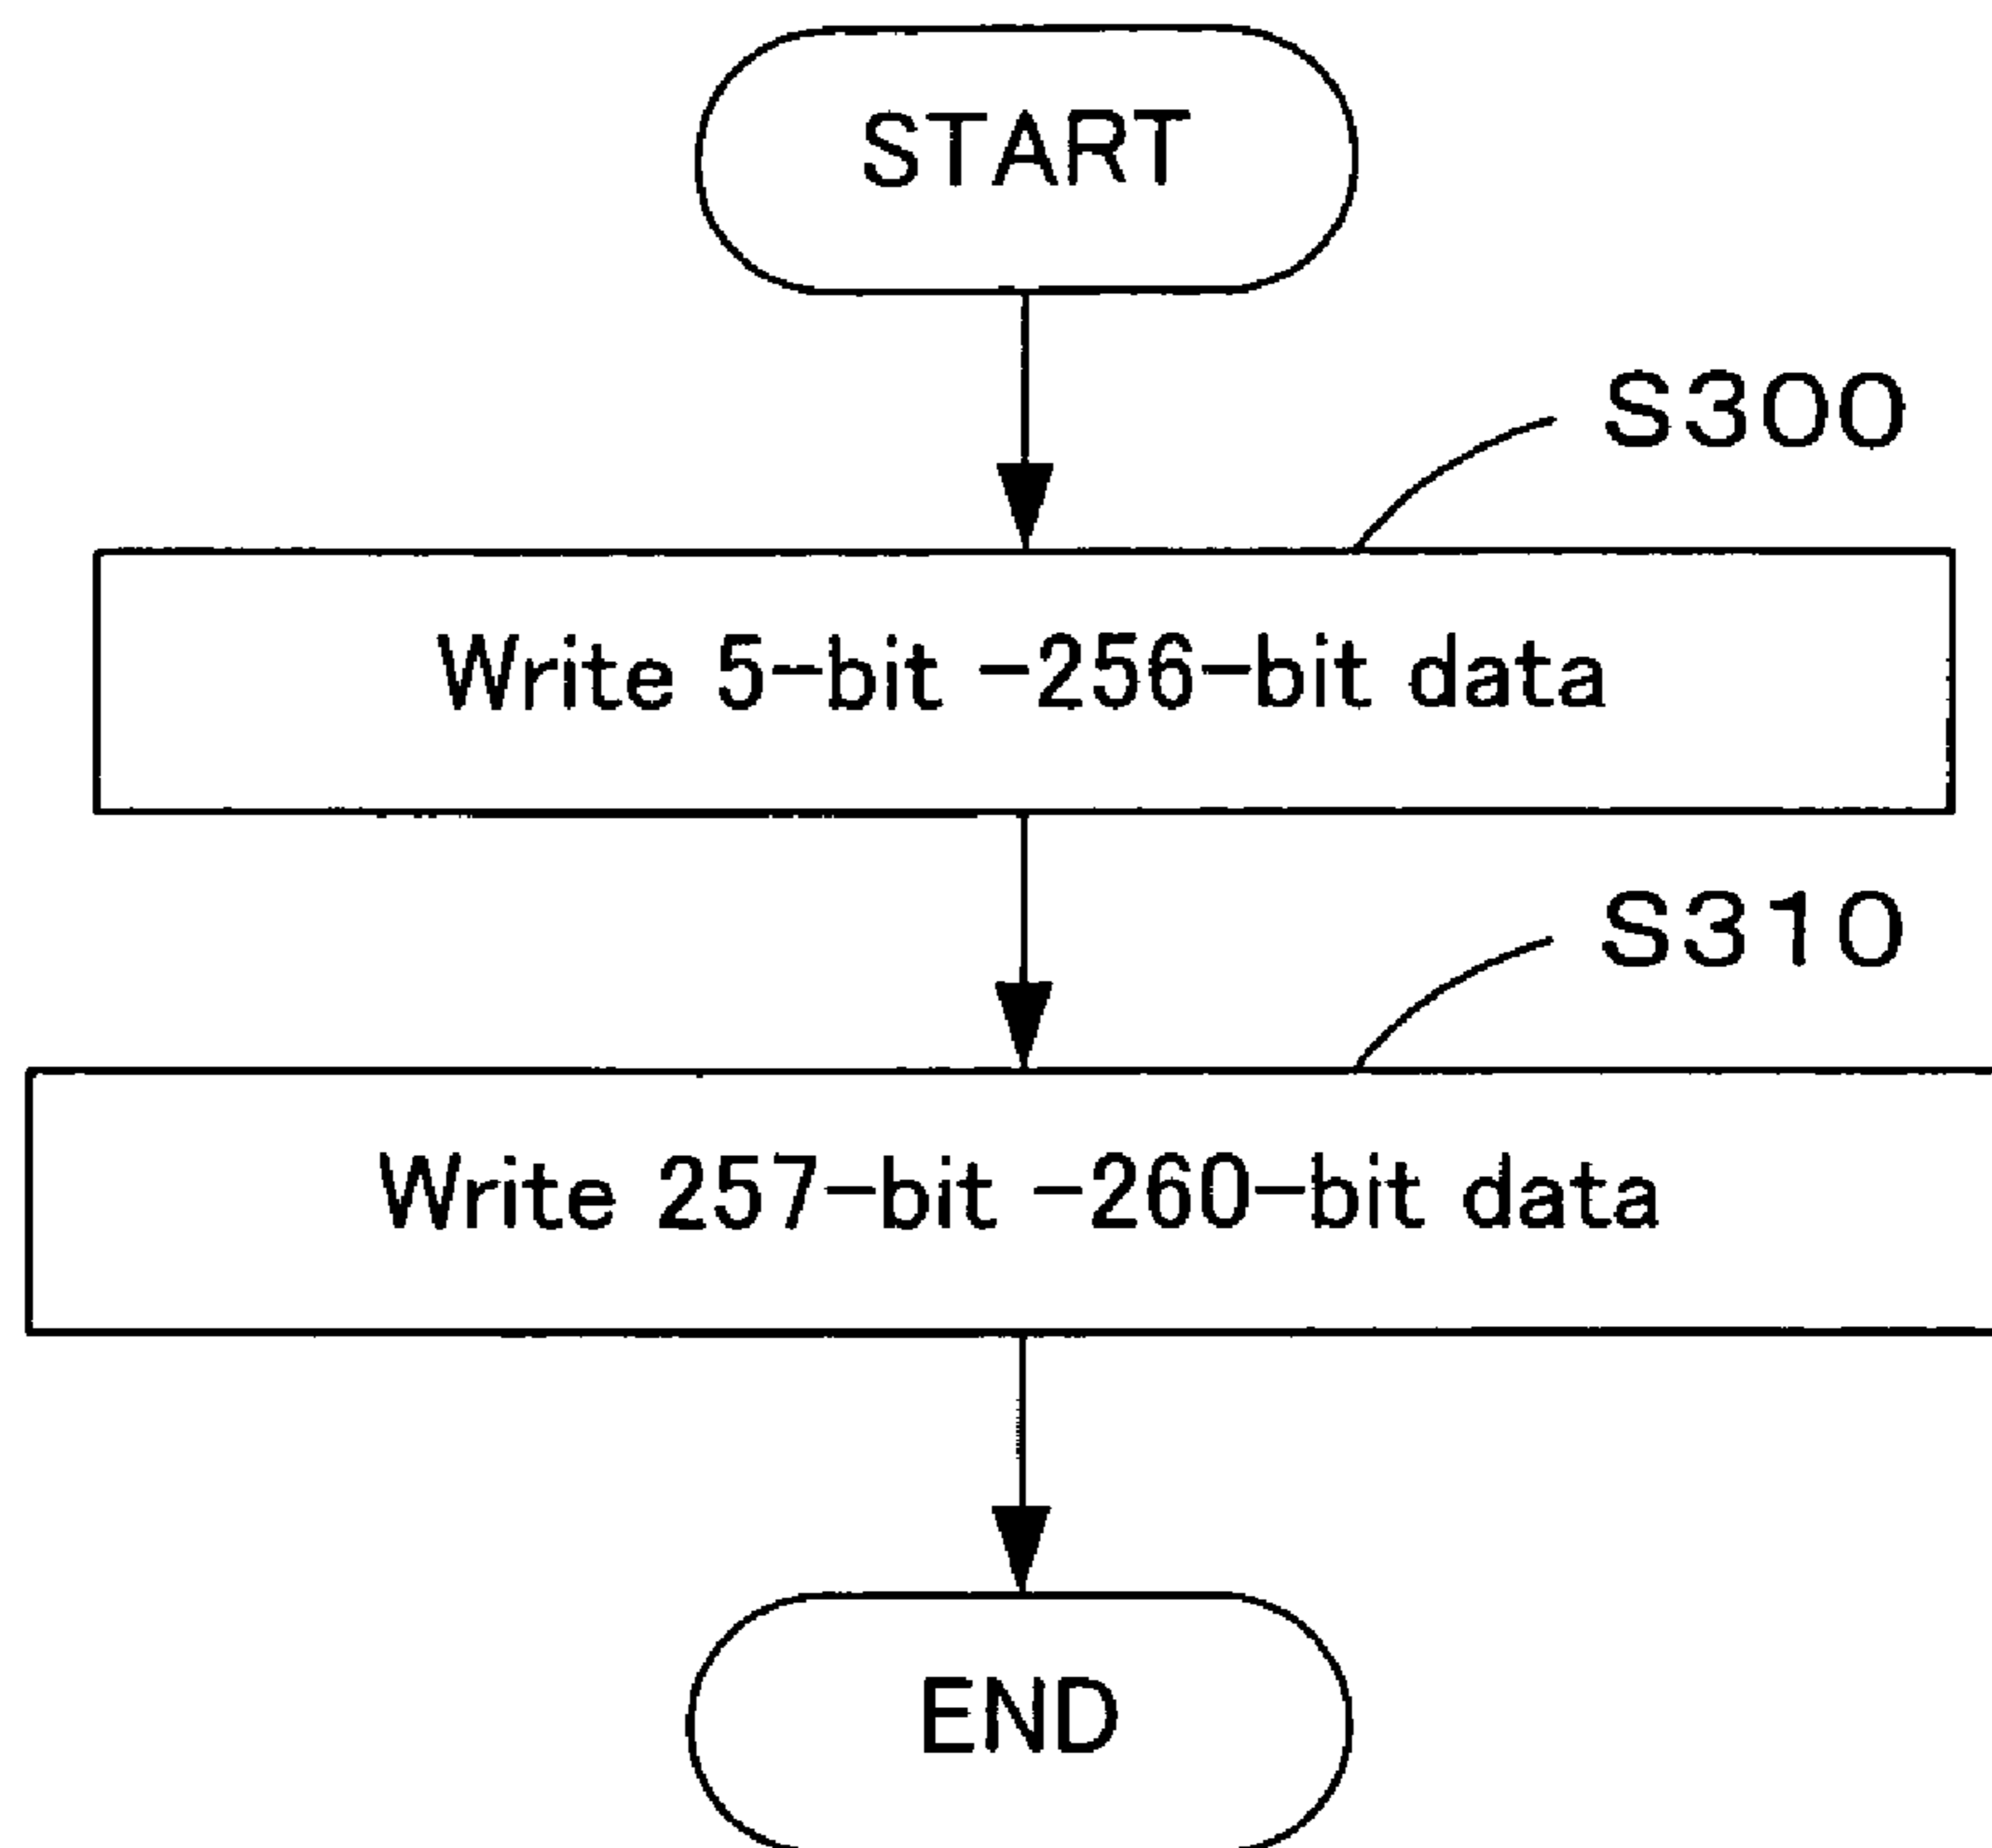 START
S300
Write 5-bit -256-bit data
S310
Write 257-bit -260-bit data
END